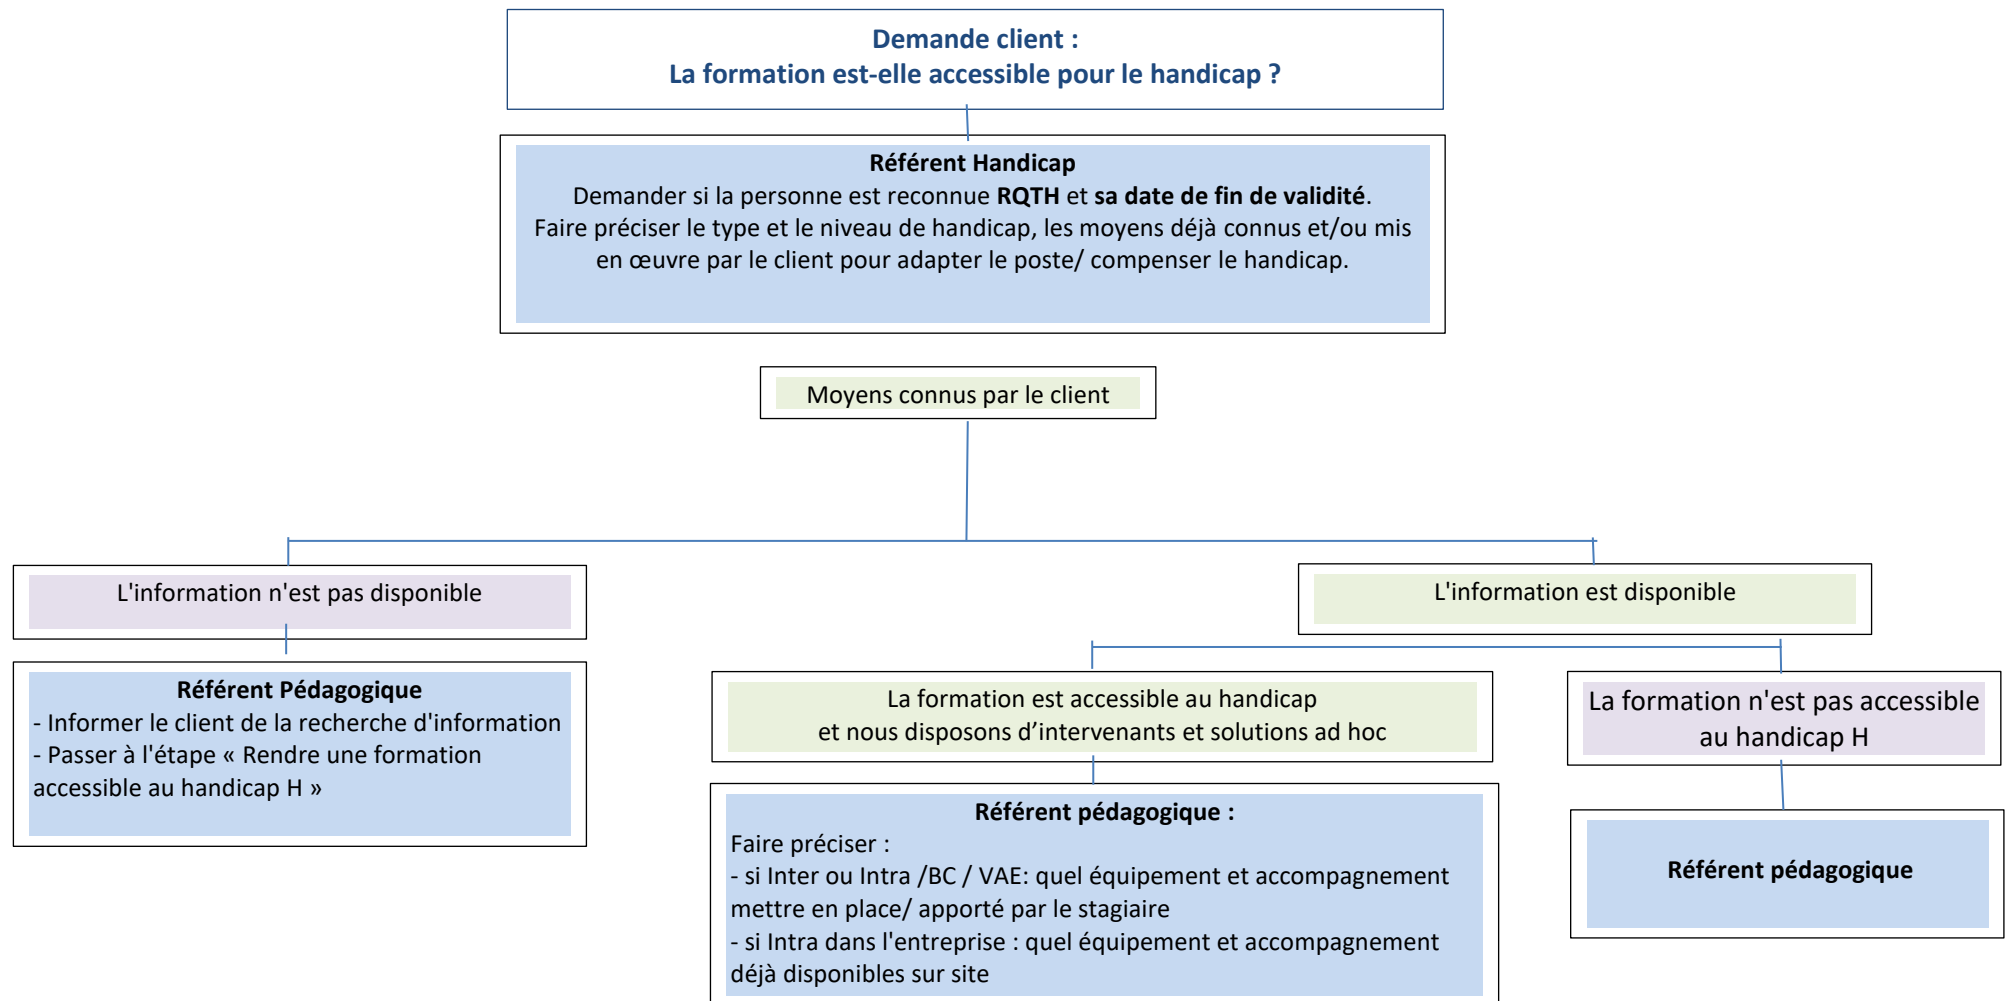 Demande client :
La formation est-elle accessible pour le handicap ?
Référent Handicap
Demander si la personne est reconnue RQTH et sa date de fin de validité.
Faire préciser le type et le niveau de handicap, les moyens déjà connus et/ou mis
en œuvre par le client pour adapter le poste/ compenser le handicap.
Moyens connus par le client
L'information n'est pas disponible
L'information est disponible
Référent Pédagogique
- Informer le client de la recherche d'information
- Passer à l'étape « Rendre une formation
accessible au handicap H »
La formation est accessible au handicap
et nous disposons d’intervenants et solutions ad hoc
La formation n'est pas accessible
au handicap H
Référent pédagogique :
Faire préciser :
- si Inter ou Intra /BC / VAE: quel équipement et accompagnement
mettre en place/ apporté par le stagiaire
- si Intra dans l'entreprise : quel équipement et accompagnement
déjà disponibles sur site
Référent pédagogique